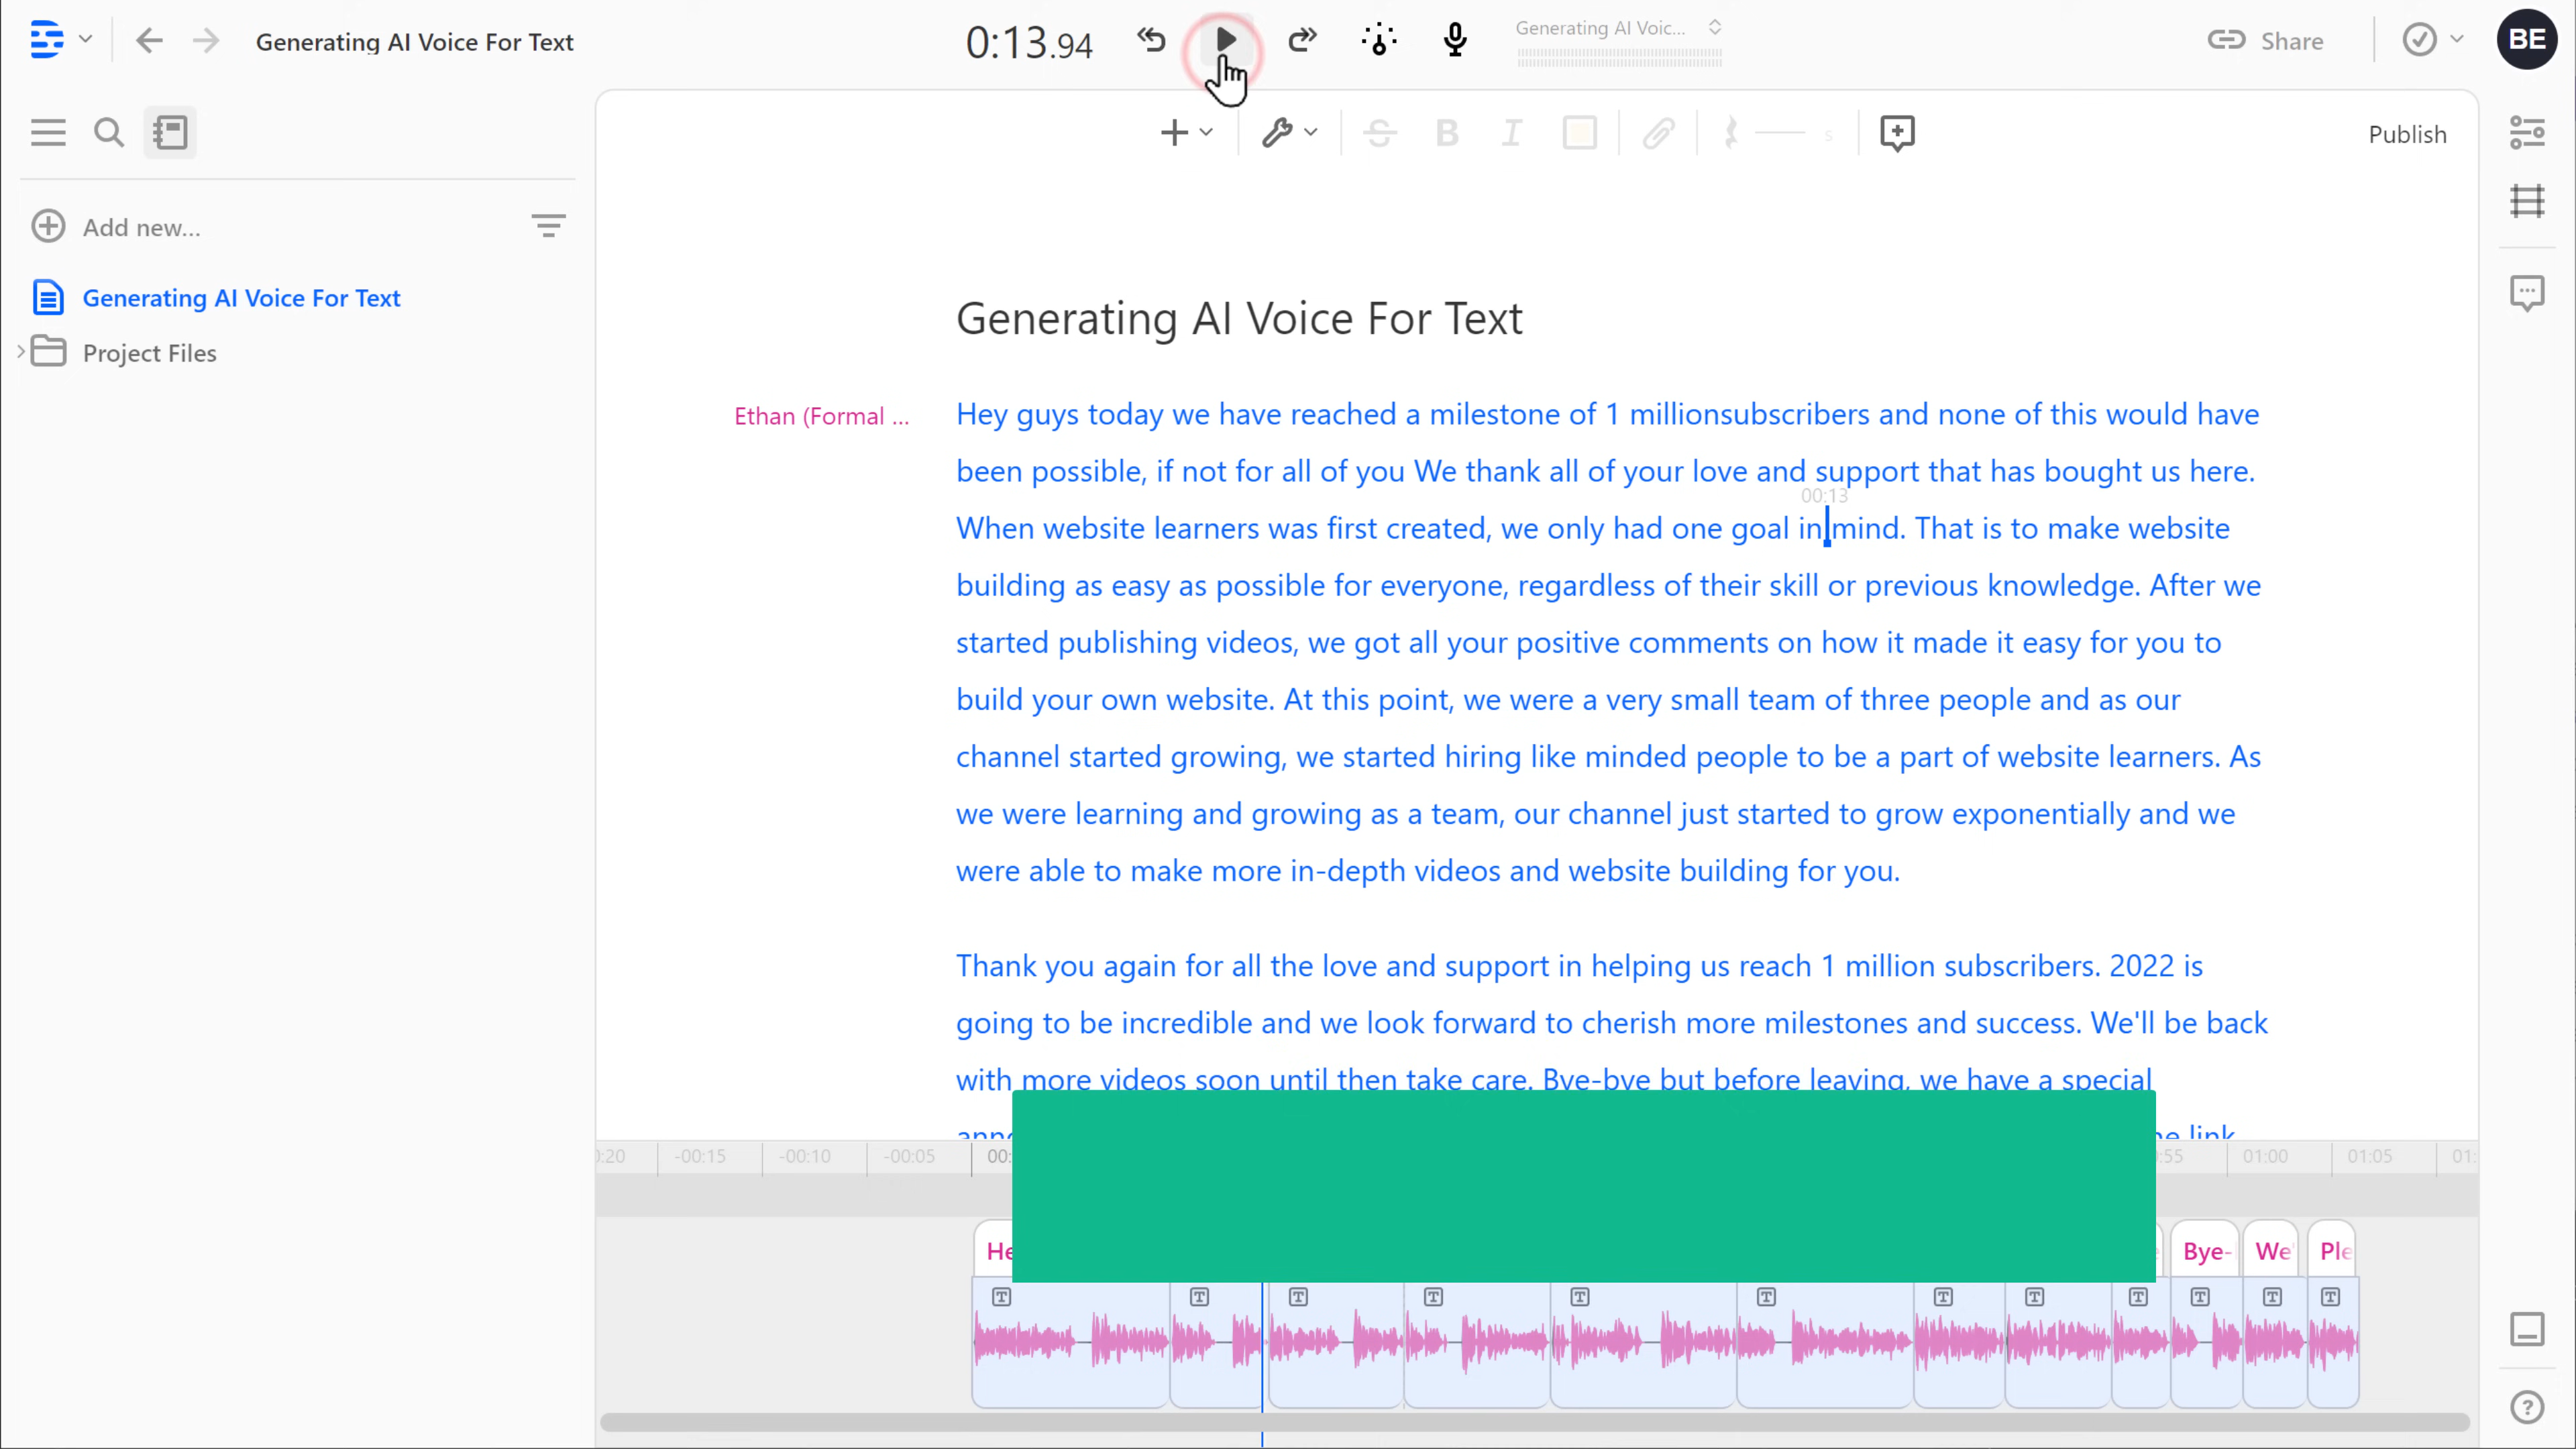 Generating AI Voice For Text
0:13.94
Generating AI Voic...
Share
BE
Publish
Add new...
Generating AI Voice For Text
Project Files
Generating AI Voice For Text
Ethan (Formal ...
Hey guys today we have reached a milestone of 1 millionsubscribers and none of this would have
been possible, if not for all of you We thank all of your love and support that has bought us here.
00:13
When website learners was first created, we only had one goal in mind. That is to make website
building as easy as possible for everyone, regardless of their skill or previous knowledge. After we
started publishing videos, we got all your positive comments on how it made it easy for you to
build your own website. At this point, we were a very small team of three people and as our
channel started growing, we started hiring like minded people to be a part of website learners. As
we were learning and growing as a team, our channel just started to grow exponentially and we
were able to make more in-depth videos and website building for you.
Thank you again for all the love and support in helping us reach 1 million subscribers. 2022 is
going to be incredible and we look forward to cherish more milestones and success. We'll be back
with more videos soon until then take care. Bye-bye but before leaving, we have a special
link
:20 -00:15 -00:10 -00:05 00: :55 01:00 01:05 01:
He Bye- We' Ple